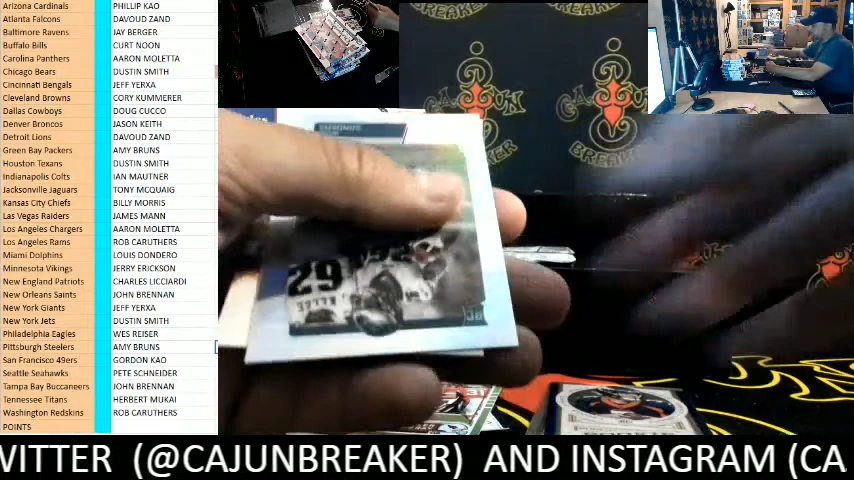 Arizona Cardinals PHILLIP KAO
Atlanta Falcons DAVOUD ZAND
Baltimore Ravens JAY BERGER
Buffalo Bills CURT NOON
Carolina Panthers AARON MOLETTA
Chicago Bears DUSTIN SMITH
Cincinnati Bengals JEFF YERXA
Cleveland Browns CORY KUMMERER
Dallas Cowboys DOUG CUCCO
Denver Broncos JASON KEITH
Detroit Lions DAVOUD ZAND
Green Bay Packers AMY BRUNS
Houston Texans DUSTIN SMITH
Indianapolis Colts IAN MAUTNER
Jacksonville Jaguars TONY MCQUAIG
Kansas City Chiefs BILLY MORRIS
Las Vegas Raiders JAMES MANN
Los Angeles Chargers AARON MOLETTA
Los Angeles Rams ROB CARUTHERS
Miami Dolphins LOUIS DONDERO
Minnesota Vikings JERRY ERICKSON
New England Patriots CHARLES LICCIARDI
New Orleans Saints JOHN BRENNAN
New York Giants JEFF YERXA
New York Jets DUSTIN SMITH
Philadelphia Eagles WES REISER
Pittsburgh Steelers AMY BRUNS
San Francisco 49ers GORDON KAO
Seattle Seahawks PETE SCHNEIDER
Tampa Bay Buccaneers JOHN BRENNAN
Tennessee Titans HERBERT MUKAI
Washington Redskins ROB CARUTHERS
POINTS
BREAKER
CAJUN
BREAKER
29
WITTER (@CAJUNBREAKER) AND INSTAGRAM (CA